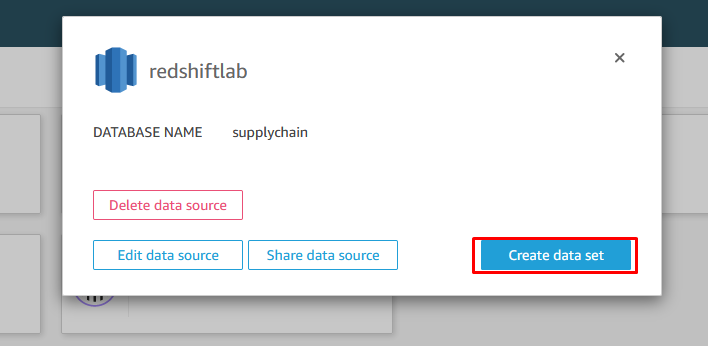 redshiftlab
DATABASE NAME supplychain
Delete data source
Edit data source Share data source Create data set